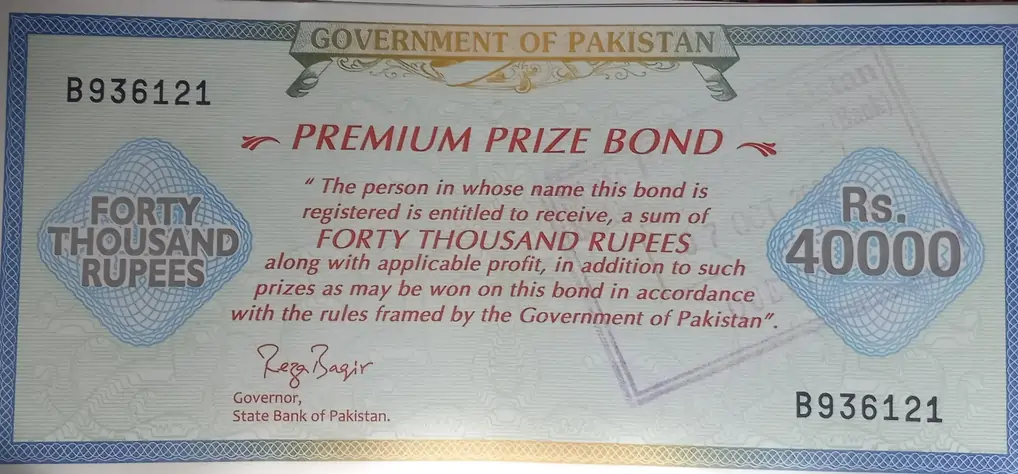 GOVERNMENT OF PAKISTAN
B936121
PREMIUM PRIZE BOND
" The person in whose name this bond is
registered is entitled to receive, a sum of
FORTY THOUSAND RUPEES
along with applicable profit, in addition to such
prizes as may be won on this bond in accordance
with the rules framed by the Government of Pakistan".
FORTY
THOUSAND
RUPEES
Rs.
40000
Reza Baqir
Governor,
State Bank of Pakistan.
B936121